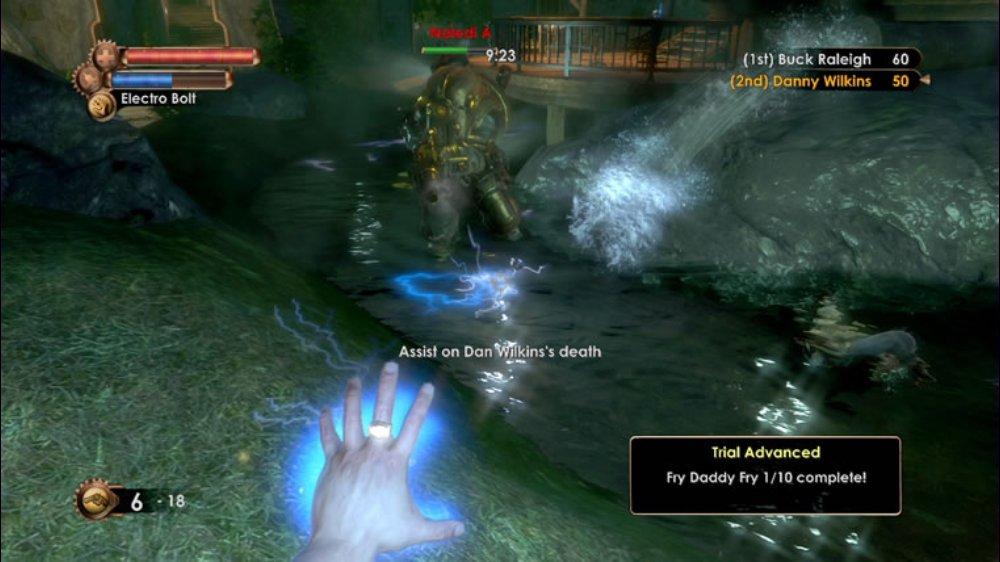 Naledi A
9:23
(1st) Buck Raleigh 60
(2nd) Danny Wilkins 50
Electro Bolt
Assist on Dan Wilkins's death
Trial Advanced
Fry Daddy Fry 1/10 complete!
6 - 18